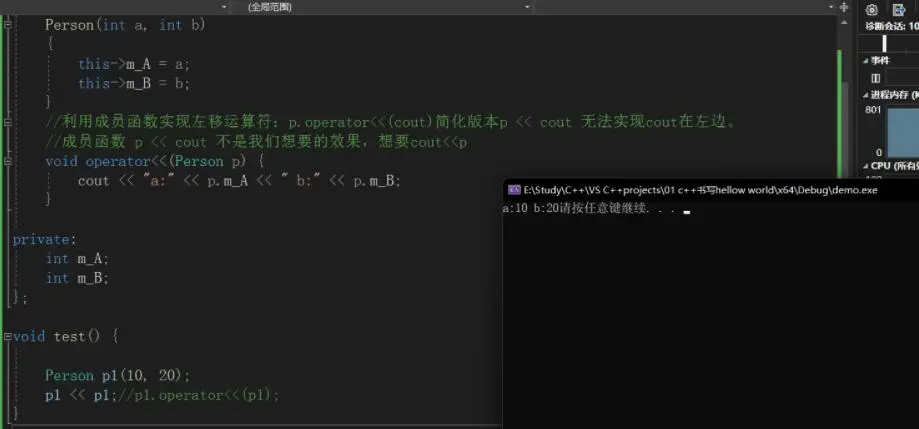 (全局范围)
Person(int a, int b)
{
this->m_A = a;
this->m_B = b;
}
//利用成员函数实现左移运算符: p.operator<<(cout)简化版本p << cout 无法实现cout在左边。
//成员函数 p << cout 不是我们想要的效果, 想要cout<<p
void operator<<(Person p) {
cout << "a:" << p.m_A << " b:" << p.m_B;
}
private:
int m_A;
int m_B;
};
void test() {
Person p1(10, 20);
p1 << p1;//p1.operator<<(p1);
}
E:\Study\C++\VS C++projects\01 c++书写hellow world\x64\Debug\demo.exe
a:10 b:20请按任意键继续. . .
诊断会话: 10
事件
进程内存 (K
801
0
CPU (所有